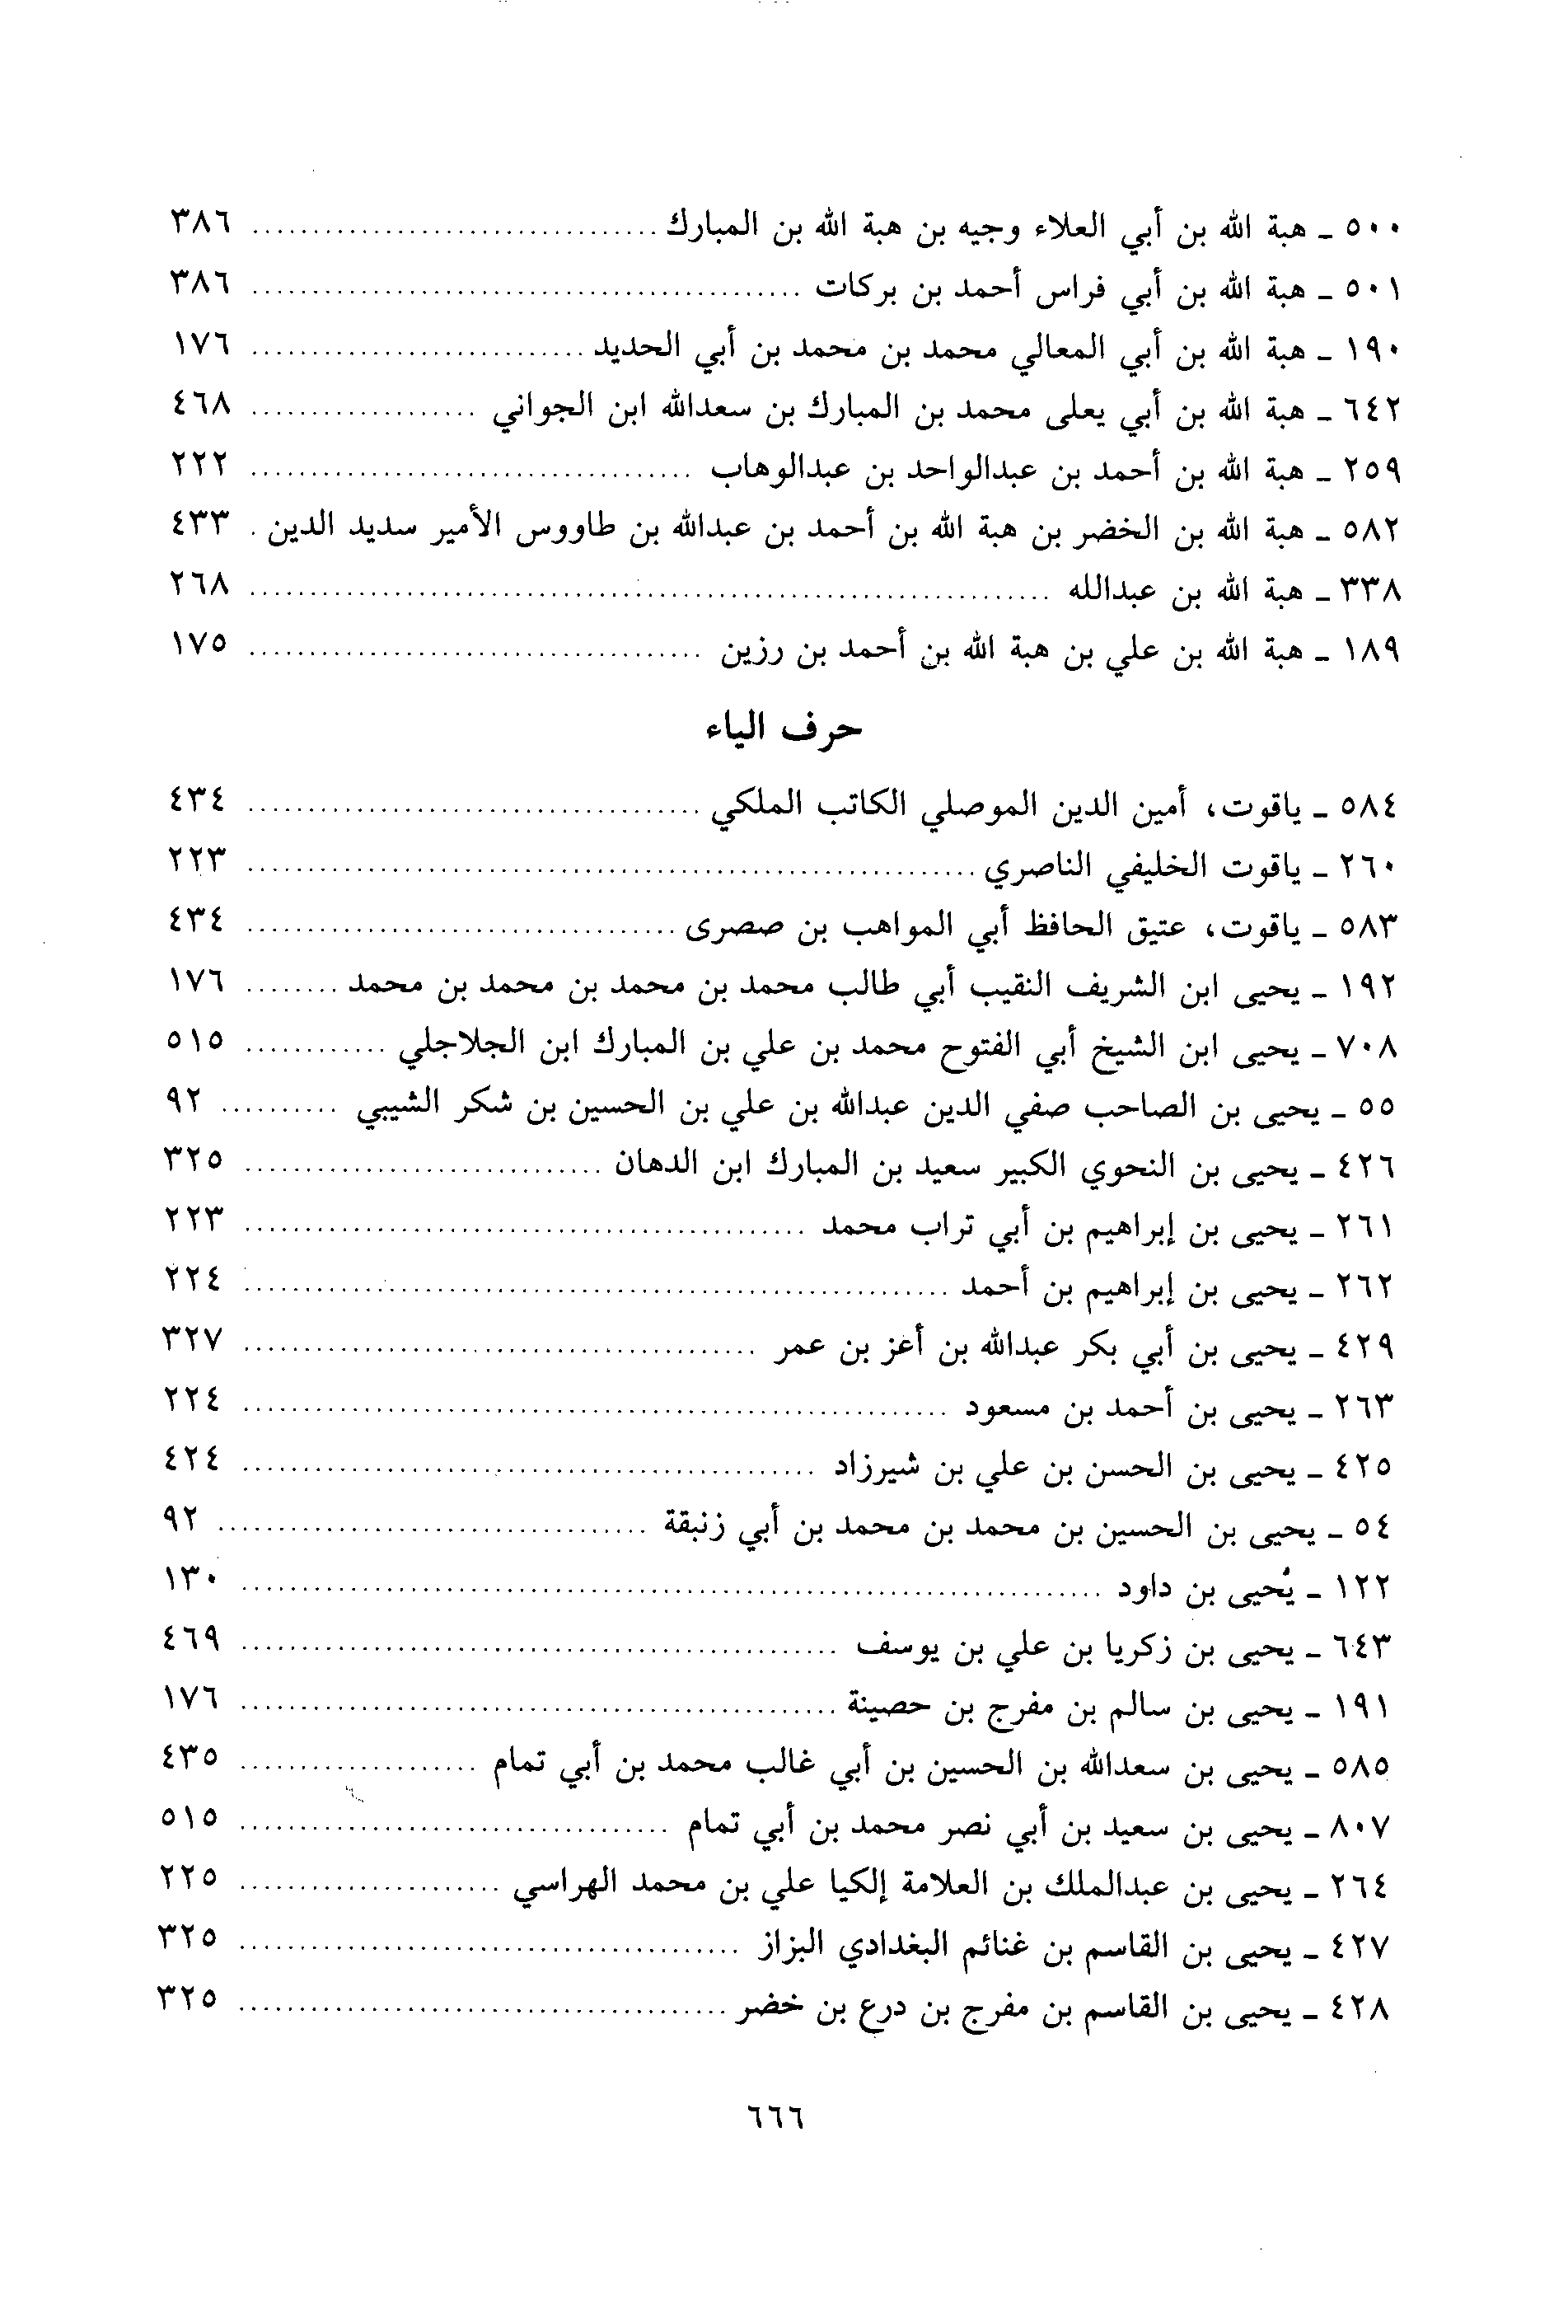 ٥٠٠ ـ هبة الله بن أبي العلاء وجيه بن هبة الله بن المبارك ................................ ٣٨٦
٥٠١ ـ هبة الله بن أبي فراس أحمد بن بركات ............................................ ٣٨٦
١٩٠ ـ هبة الله بن أبي المعالي محمد بن محمد بن أبي الحديد ........................... ١٧٦
٦٤٢ ـ هبة الله بن أبي يعلى محمد بن المبارك بن سعدالله ابن الجواني .................. ٤٦٨
٢٥٩ ـ هبة الله بن أحمد بن عبدالواحد بن عبدالوهاب .................................... ٢٢٢
٥٨٢ ـ هبة الله بن الخضر بن هبة الله بن أحمد بن عبدالله بن طاووس الأمير سديد الدين . ٤٣٣
٣٣٨ ـ هبة الله بن عبدالله .............................................................. ٢٦٨
١٨٩ ـ هبة الله بن علي بن هبة الله بن أحمد بن رزين .................................... ١٧٥
حرف الياء
٥٨٤ ـ ياقوت، أمين الدين الموصلي الكاتب الملكي .................................... ٤٣٤
٢٦٠ ـ ياقوت الخليفي الناصري ........................................................ ٢٢٣
٥٨٣ ـ ياقوت، عتيق الحافظ أبي المواهب بن صصرى .................................. ٤٣٤
١٩٢ ـ يحيى ابن الشريف النقيب أبي طالب محمد بن محمد بن محمد بن محمد ........ ١٧٦
٧٠٨ ـ يحيى ابن الشيخ أبي الفتوح محمد بن علي بن المبارك ابن الجلاجلي ............ ٥١٥
٥٥ ـ يحيى بن الصاحب صفي الدين عبدالله بن علي بن الحسين بن شكر الشيبي .......... ٩٢
٤٢٦ ـ يحيى بن النحوي الكبير سعيد بن المبارك ابن الدهان ............................ ٣٢٥
٢٦١ ـ يحيى بن إبراهيم بن أبي تراب محمد ............................................ ٢٢٣
٢٦٢ ـ يحيى بن إبراهيم بن أحمد ...................................................... ٢٢٤
٤٢٩ ـ يحيى بن أبي بكر عبدالله بن أعز بن عمر ........................................ ٣٢٧
٢٦٣ ـ يحيى بن أحمد بن مسعود ...................................................... ٢٢٤
٤٢٥ ـ يحيى بن الحسن بن علي بن شيرزاد ............................................ ٤٢٤
٥٤ ـ يحيى بن الحسين بن محمد بن محمد بن أبي زنبقة .................................. ٩٢
١٢٢ ـ يُحيى بن داود .................................................................. ١٣٠
٦٤٣ ـ يحيى بن زكريا بن علي بن يوسف .............................................. ٤٦٩
١٩١ ـ يحيى بن سالم بن مفرج بن حصينة .............................................. ١٧٦
٥٨٥ ـ يحيى بن سعدالله بن الحسين بن أبي غالب محمد بن أبي تمام .................... ٤٣٥
٨٠٧ ـ يحيى بن سعيد بن أبي نصر محمد بن أبي تمام .................................. ٥١٥
٢٦٤ ـ يحيى بن عبدالملك بن العلامة إلكيا علي بن محمد الهراسي ...................... ٢٢٥
٤٢٧ ـ يحيى بن القاسم بن غنائم البغدادي البزاز ........................................ ٣٢٥
٤٢٨ ـ يحيى بن القاسم بن مفرج بن درع بن خضر ...................................... ٣٢٥
٦٦٦